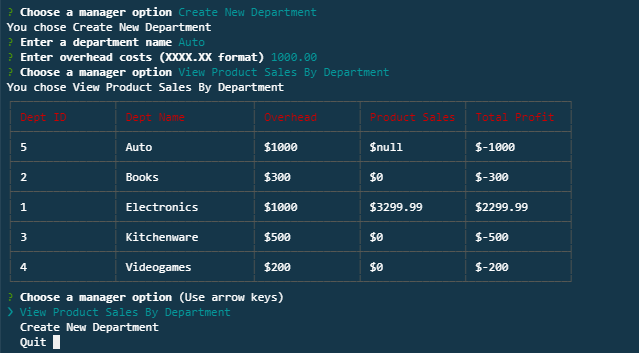 ? Choose a manager option Create New Department
You chose Create New Department
? Enter a department name Auto
? Enter overhead costs (XXXX.XX format) 1000.00
? Choose a manager option View Product Sales By Department
You chose View Product Sales By Department
Dept ID Dept Name Overhead Product Sales Total Profit
5 Auto $1000 $null $-1000
2 Books $300 $0 $-300
1 Electronics $1000 $3299.99 $2299.99
3 Kitchenware $500 $0 $-500
4 Videogames $200 $0 $-200
? Choose a manager option (Use arrow keys)
❯ View Product Sales By Department
Create New Department
Quit